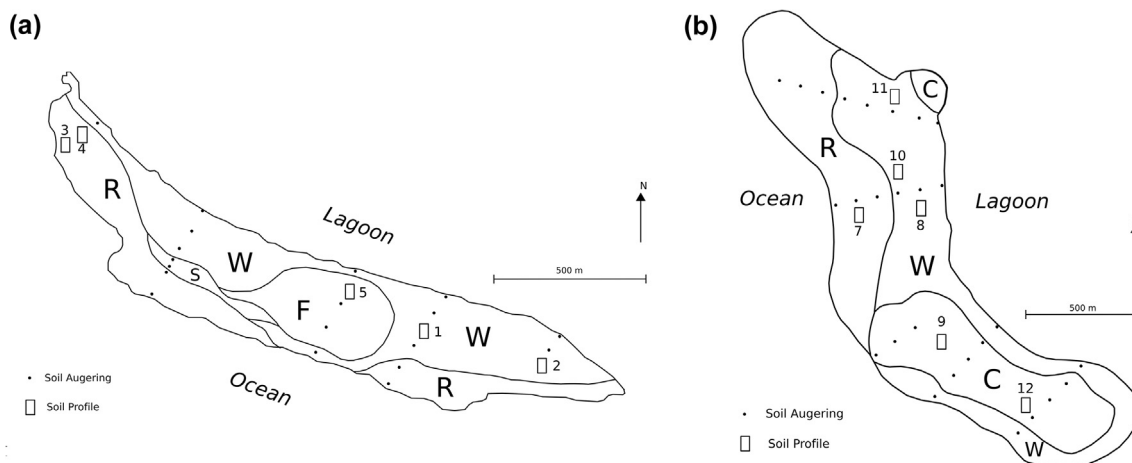 (a)
3
4
R
Lagoon
N
W
S
500 m
F
5
1
W
2
R
Ocean
Soil Augering
Soil Profile
(b)
11
C
R
10
Ocean
Lagoon
7
8
W
500 m
9
C
12
Soil Augering
Soil Profile
W